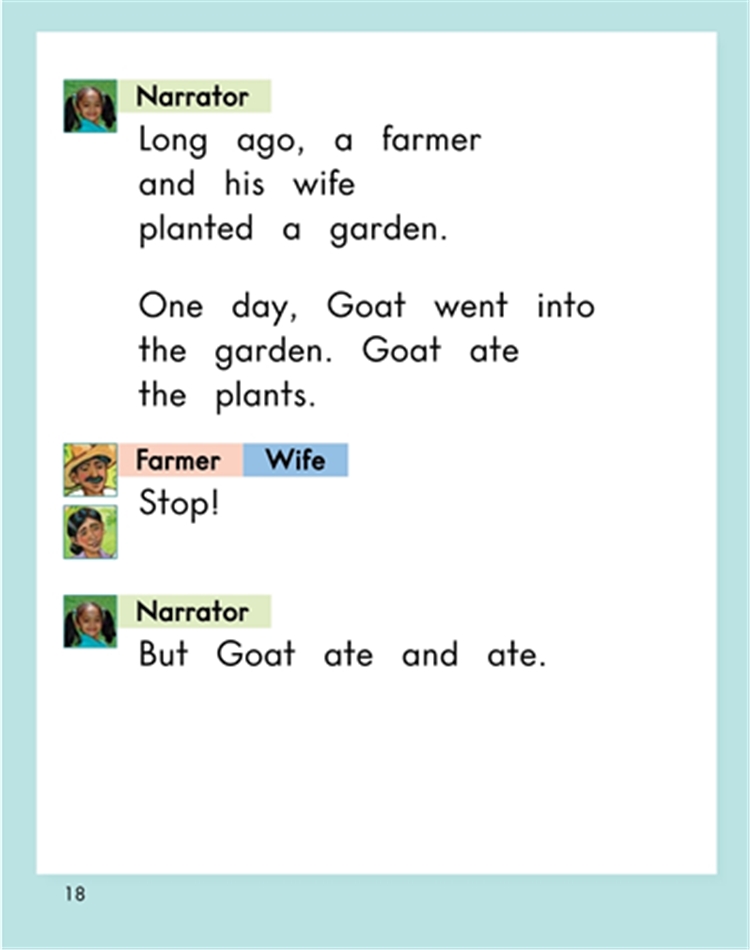 Narrator
Long ago, a farmer
and his wife
planted a garden.
One day, Goat went into
the garden. Goat ate
the plants.
Farmer Wife
Stop!
Narrator
But Goat ate and ate.
18